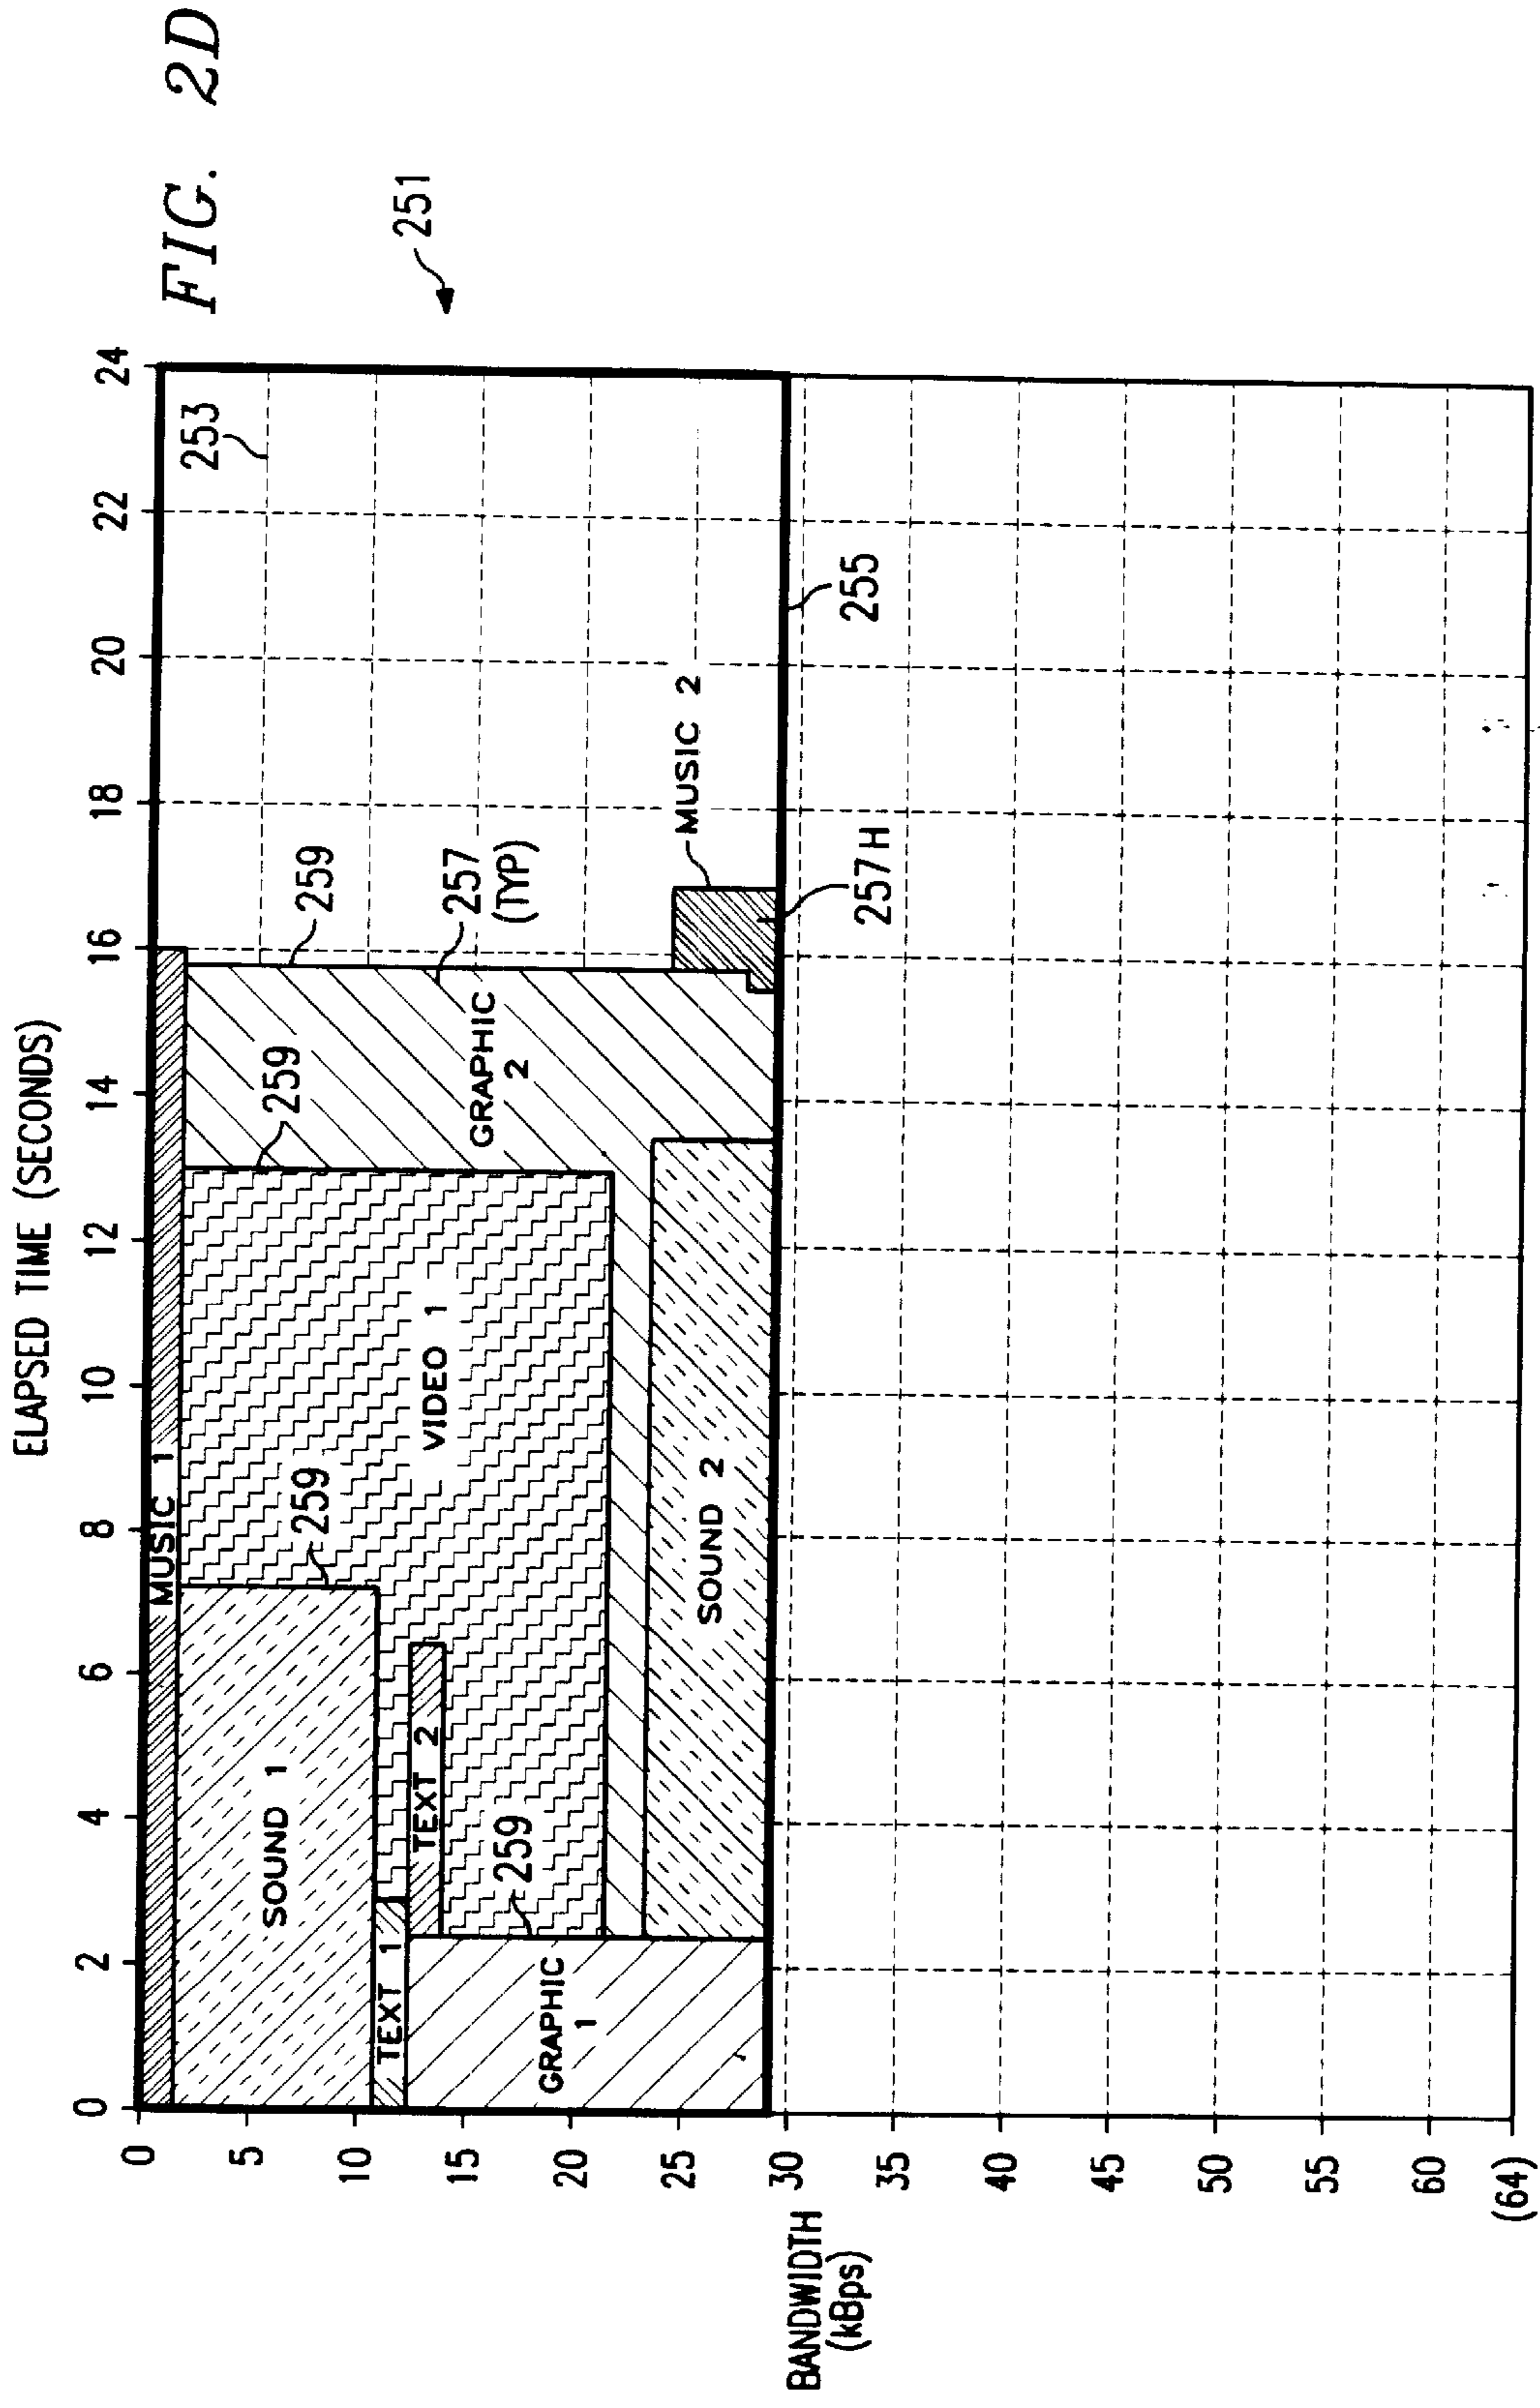 FIG. 2D
251
ELAPSED TIME (SECONDS)
0 2 4 6 8 10 12 14 16 18 20 22 24
0
5
10
15
20
25
30
35
40
45
50
55
60
(64)
BANDWIDTH
(kBps)
MUSIC 1
253
SOUND 1
259
259
259
TEXT 1
TEXT 2
VIDEO 1
257
(TYP)
GRAPHIC
1
259
GRAPHIC
2
SOUND 2
MUSIC 2
257H
255